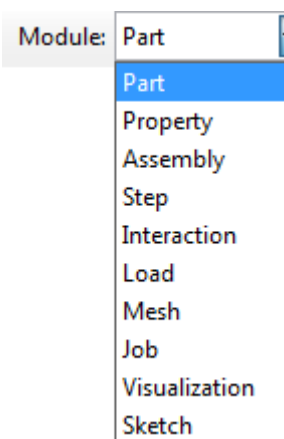 Module: Part
Part
Property
Assembly
Step
Interaction
Load
Mesh
Job
Visualization
Sketch